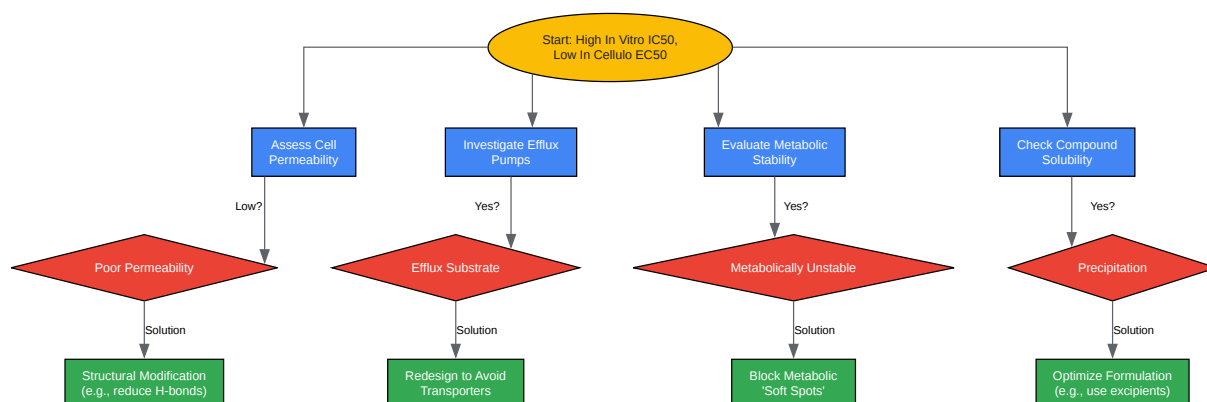 Start: High In Vitro IC50,
Low In Cellulo EC50
Assess Cell
Permeability
Investigate Efflux
Pumps
Evaluate Metabolic
Stability
Check Compound
Solubility
Low?
Yes?
Yes?
Yes?
Poor Permeability
Efflux Substrate
Metabolically Unstable
Precipitation
Solution
Solution
Solution
Solution
Structural Modification
(e.g., reduce H-bonds)
Redesign to Avoid
Transporters
Block Metabolic
'Soft Spots'
Optimize Formulation
(e.g., use excipients)